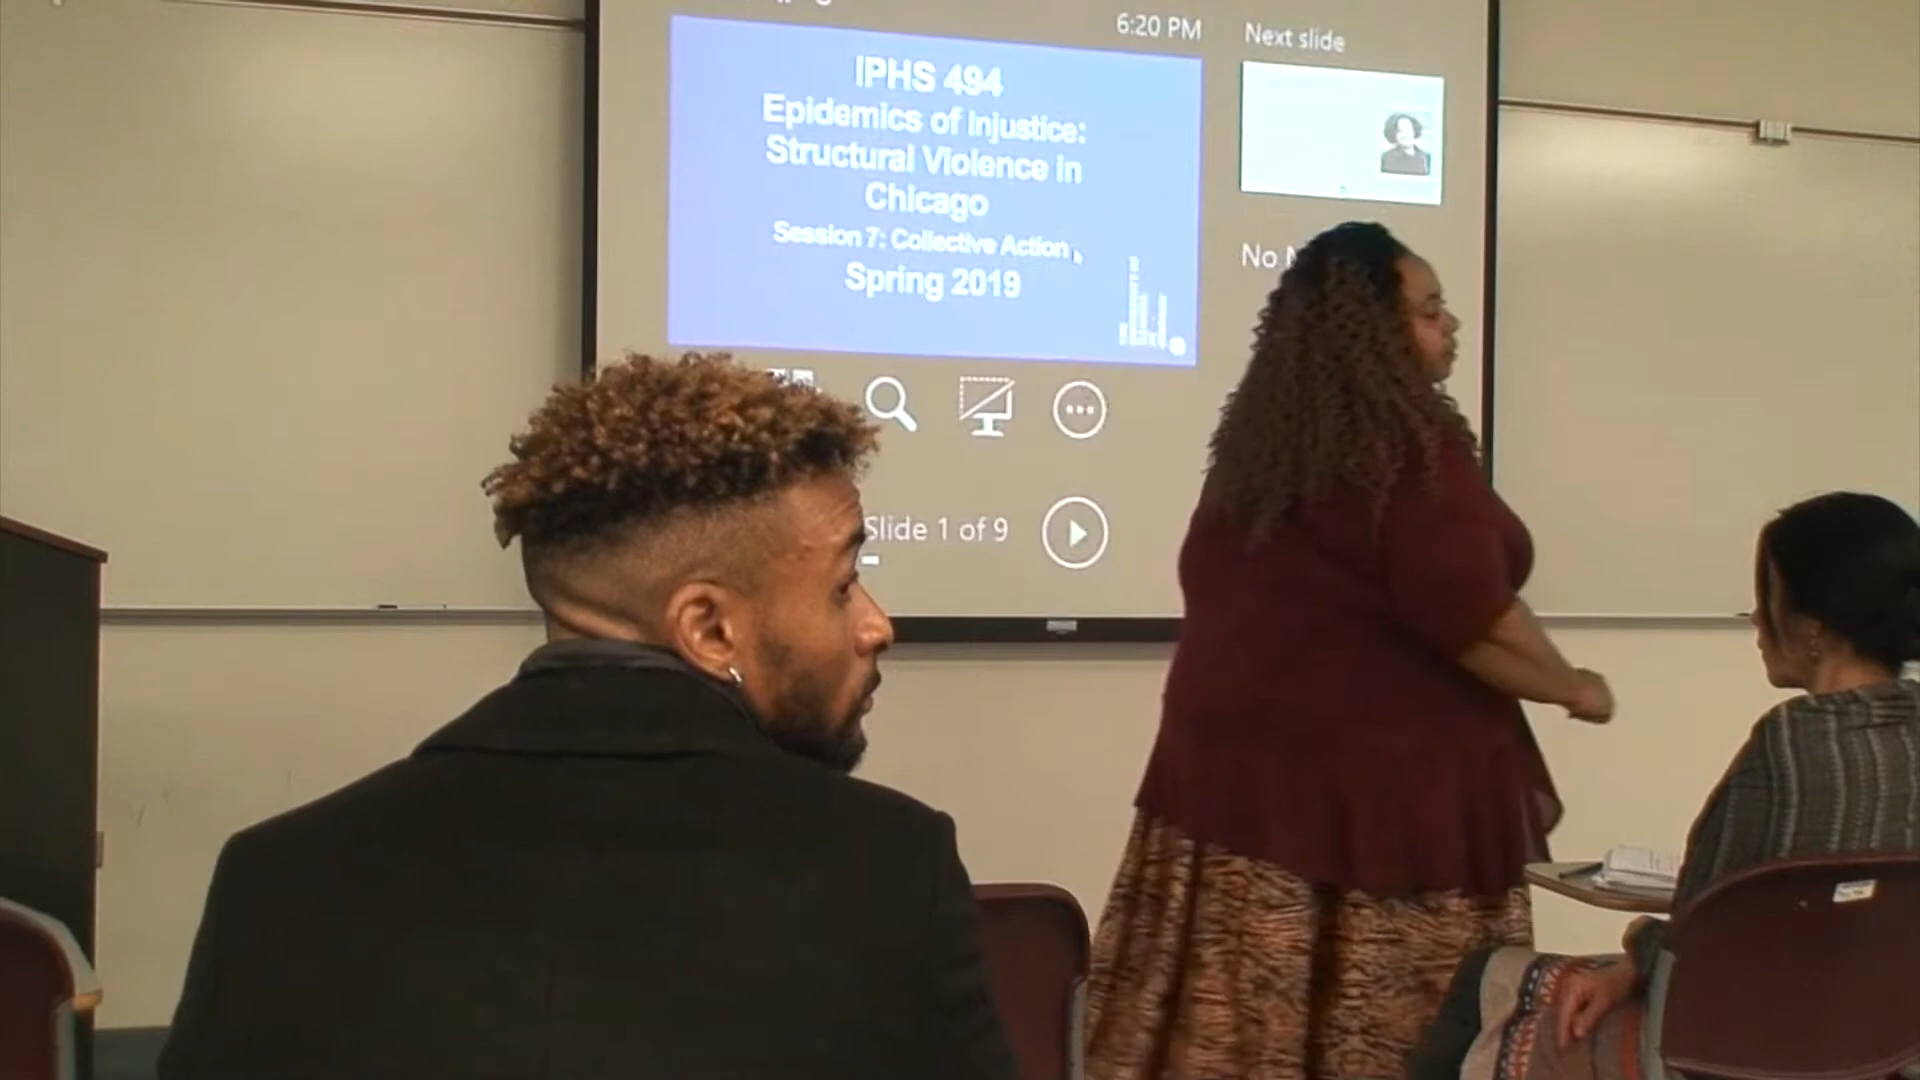 6:20 PM
Next slide
IPHS 494
Epidemics of Injustice:
Structural Violence in
Chicago
Session 7: Collective Action
Spring 2019
No
Slide 1 of 9